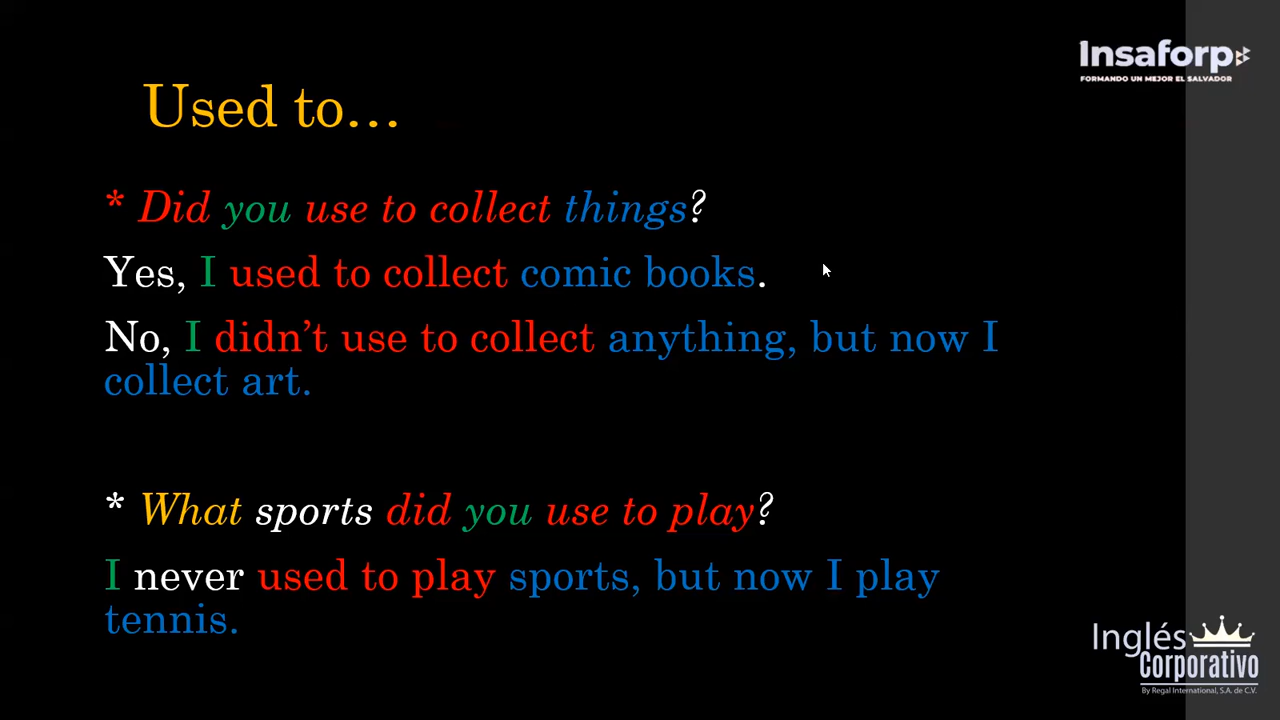 Insaforp
FORMANDO UN MEJOR EL SALVADOR
Used to…
* Did you use to collect things?
Yes, I used to collect comic books.
No, I didn’t use to collect anything, but now I
collect art.
* What sports did you use to play?
I never used to play sports, but now I play
tennis.
Inglés
Corporativo
By Regal International, S.A. de C.V.